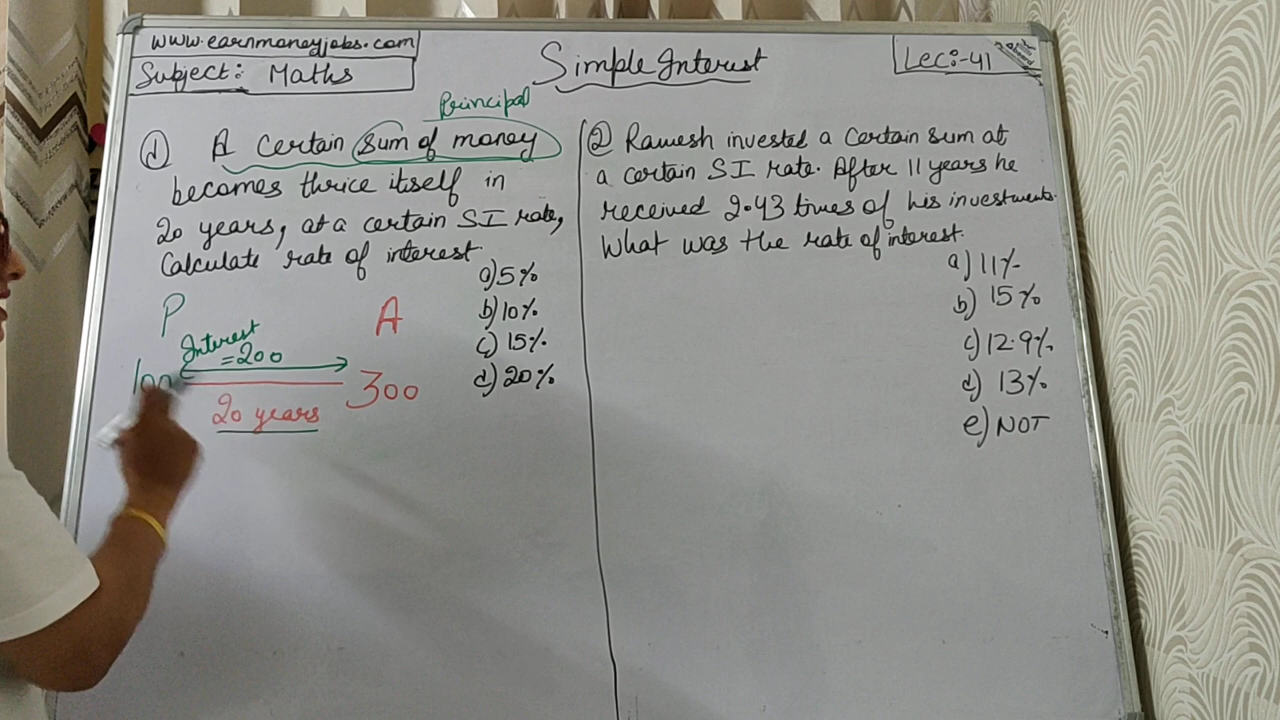 www.earnmoneyjobs.com
Subject: Maths
Simple Interest
Lec:-41
Principal
1) A certain sum of money
becomes thrice itself in
20 years, at a certain SI rate,
Calculate rate of interest.
a) 5%
b) 10%
c) 15%
d) 20%
P
A
Interest
=200
100
300
20 years
2) Ramesh invested a certain sum at
a certain SI rate. After 11 years he
received 2.43 times of his investments.
What was the rate of interest.
a) 11%
b) 15%
c) 12.9%
d) 13%
e) NOT